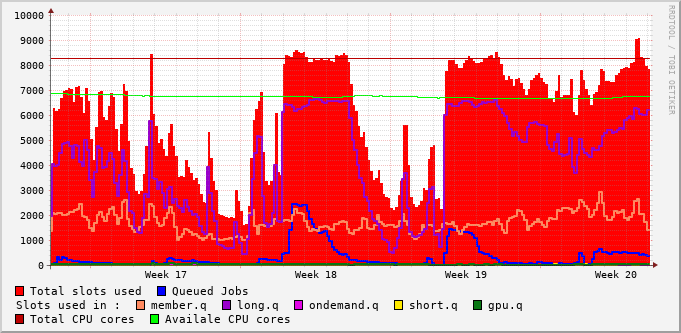 10000
9000
8000
7000
6000
5000
4000
3000
2000
1000
0
Week 17 Week 18 Week 19 Week 20
Total slots used Queued Jobs
Slots used in : member.q long.q ondemand.q short.q gpu.q
Total CPU cores Availale CPU cores
RRDTOOL / TOBI OETIKER